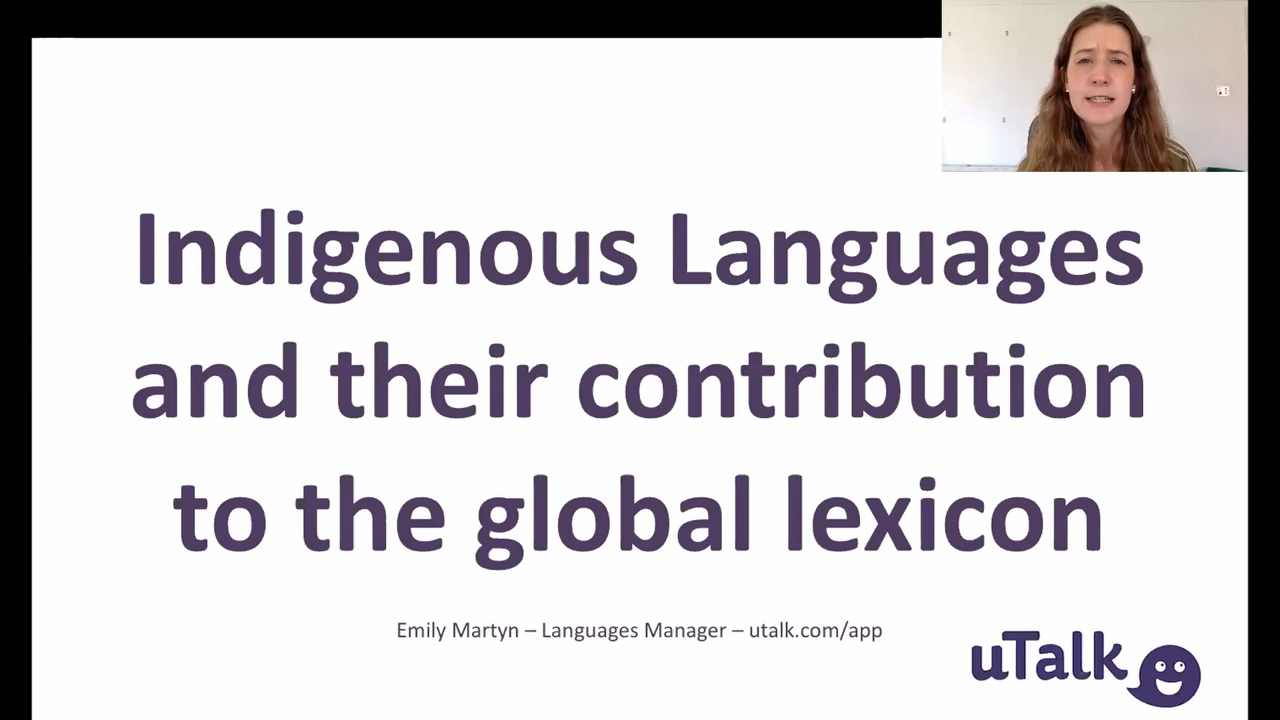 Indigenous Languages
and their contribution
to the global lexicon
Emily Martyn – Languages Manager – utalk.com/app
uTalk